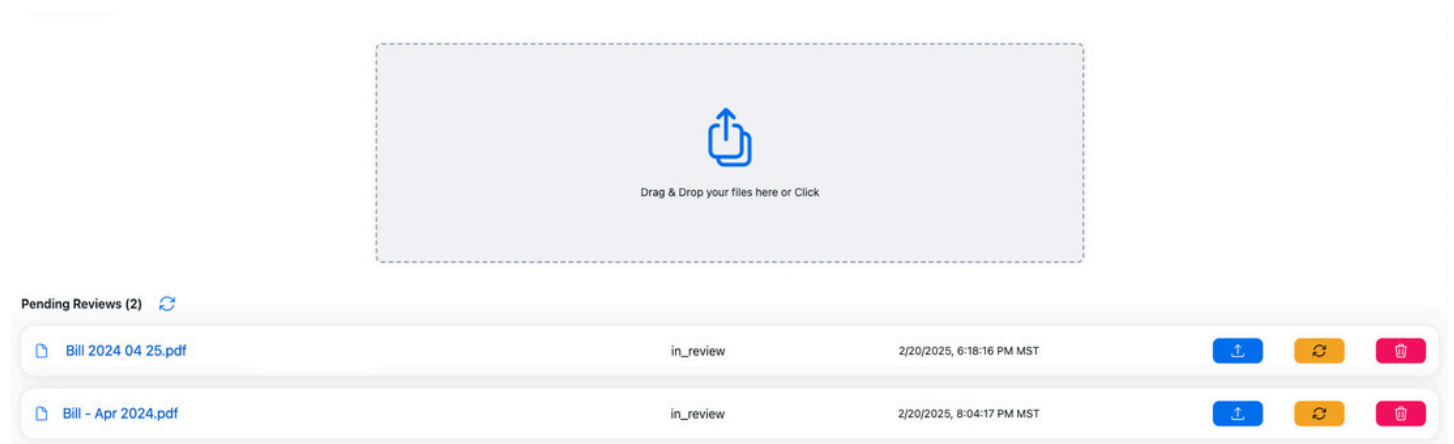 Drag & Drop your files here or Click
Pending Reviews (2)
Bill 2024 04 25.pdf in_review 2/20/2025, 6:18:16 PM MST
Bill - Apr 2024.pdf in_review 2/20/2025, 8:04:17 PM MST